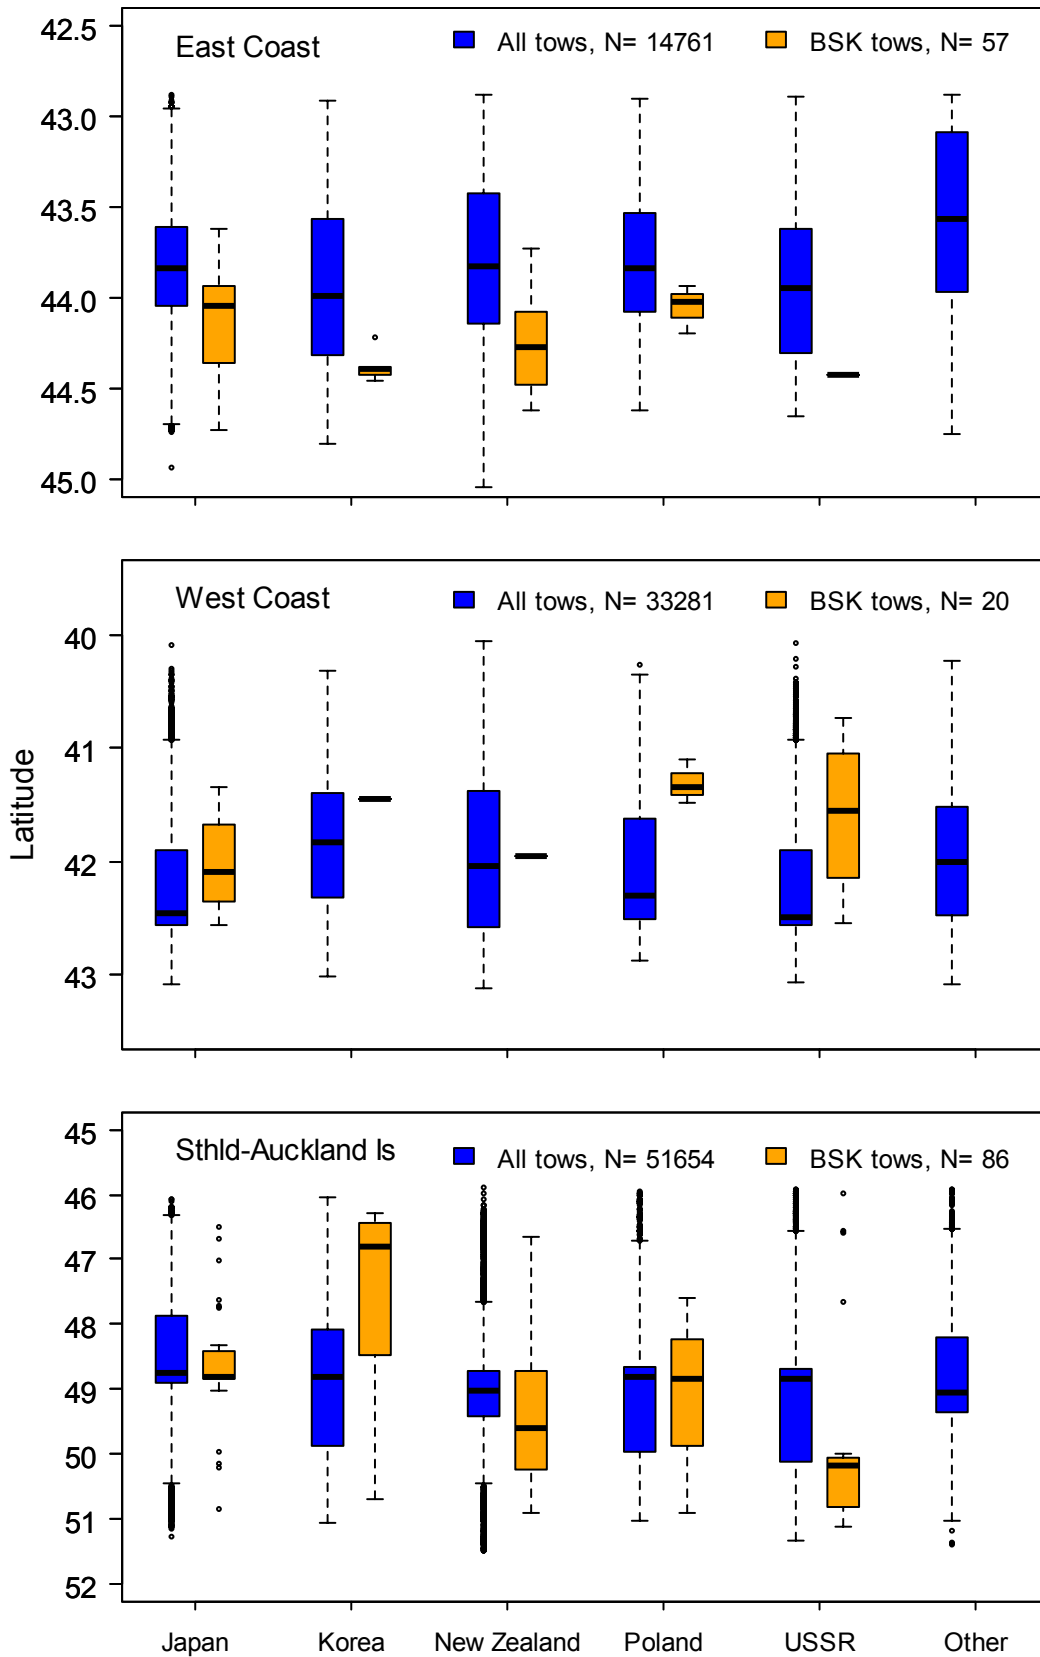 East Coast
All tows, N= 14761
BSK tows, N= 57
42.5
43.0
43.5
44.0
44.5
45.0
West Coast
All tows, N= 33281
BSK tows, N= 20
40
41
42
43
Latitude
Sthld-Auckland Is
All tows, N= 51654
BSK tows, N= 86
45
46
47
48
49
50
51
52
Japan
Korea
New Zealand
Poland
USSR
Other